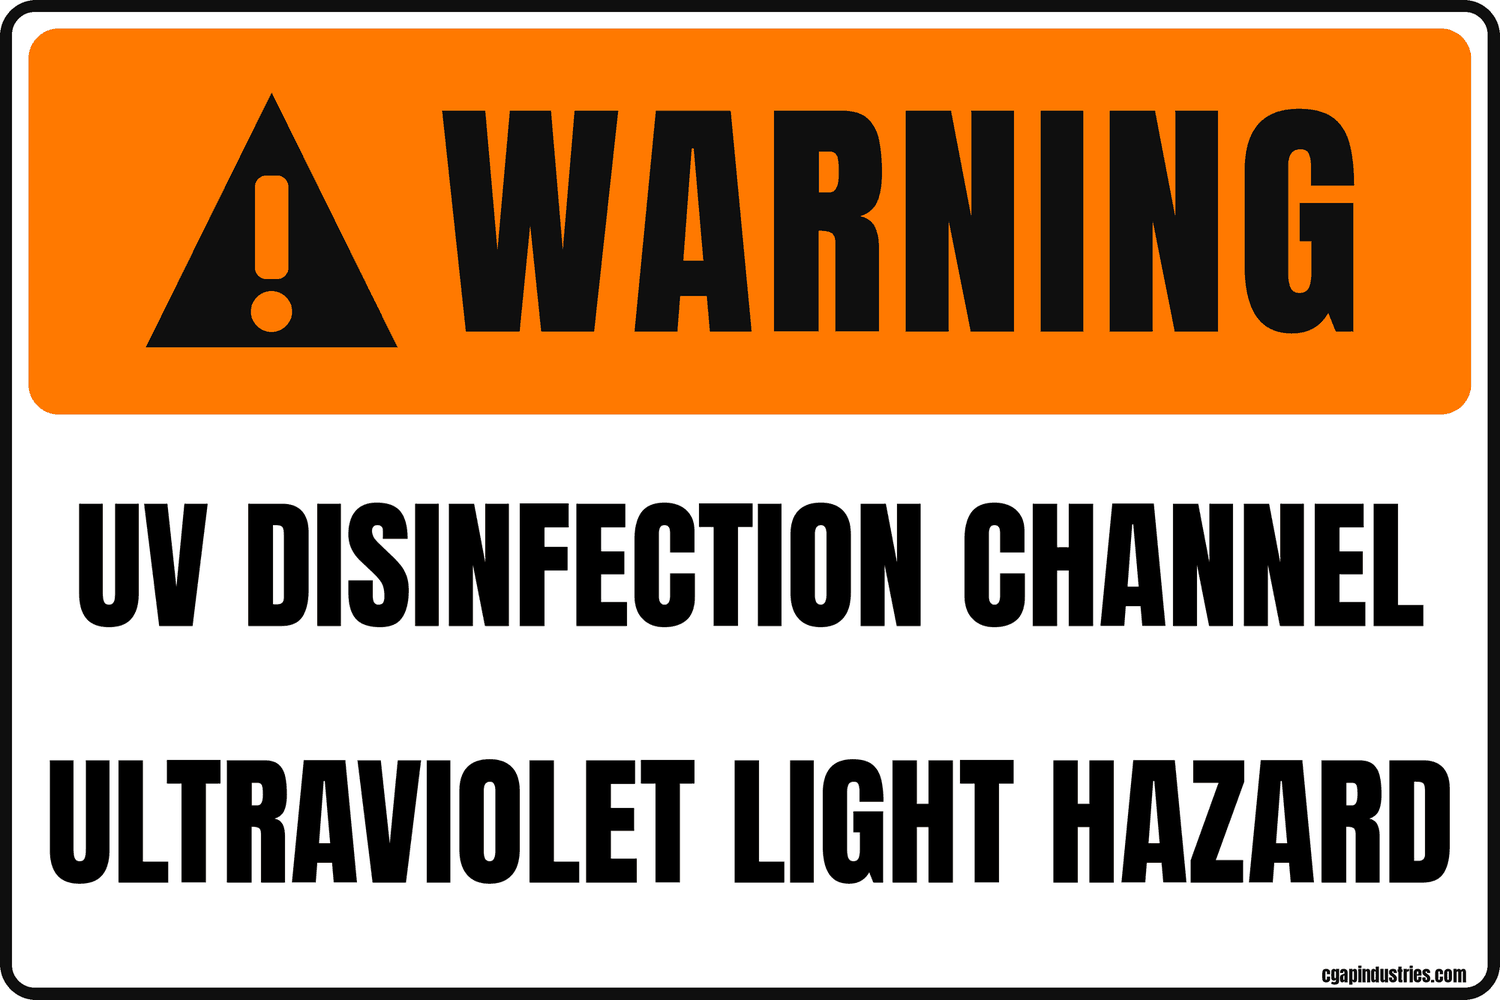 WARNING
UV DISINFECTION CHANNEL
ULTRAVIOLET LIGHT HAZARD
cgapindustries.com